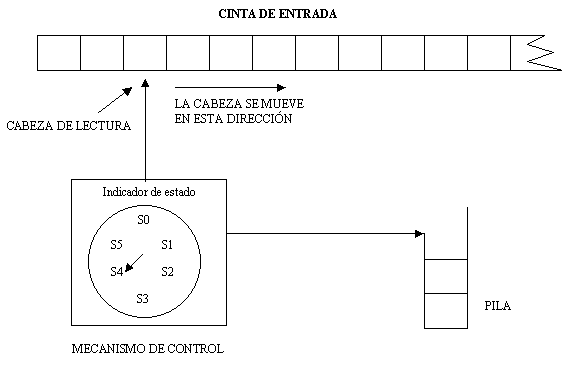 CINTA DE ENTRADA
LA CABEZA SE MUEVE
EN ESTA DIRECCIÓN
CABEZA DE LECTURA
Indicador de estado
S0
S5 S1
S4 S2
S3
PILA
MECANISMO DE CONTROL